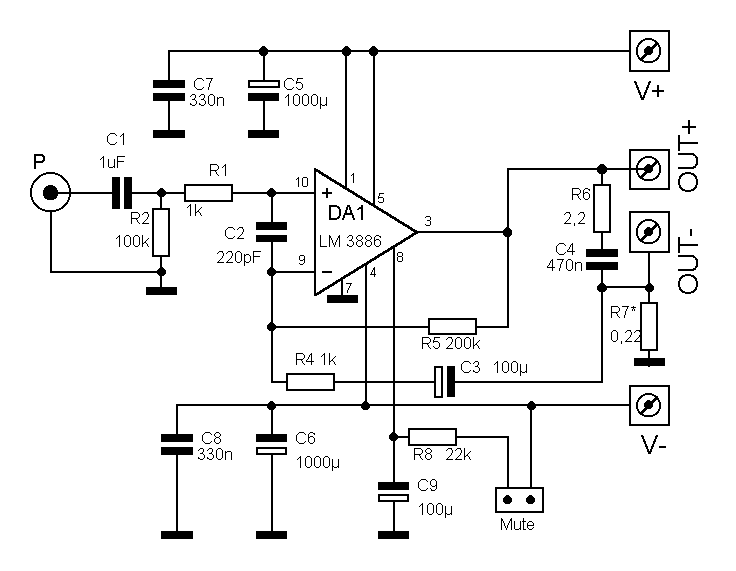 C7
330n
C5
1000µ
V+
C1
1uF
P
R1
1k
R2
100k
10
+
1
5
DA1
LM 3886
3
C2
220pF
9
−
4
8
7
R6
2,2
OUT+
C4
470n
OUT-
R7*
0,22
R5 200k
R4 1k
C3 100µ
C8
330n
C6
1000µ
V-
R8 22k
C9
100µ
Mute